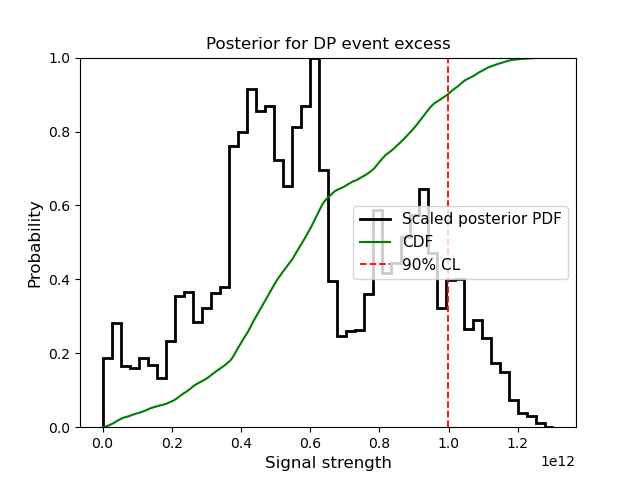 Posterior for DP event excess
Probability
1.0
0.8
0.6
0.4
0.2
0.0
Scaled posterior PDF
CDF
90% CL
0.0 0.2 0.4 0.6 0.8 1.0 1.2
1e12
Signal strength